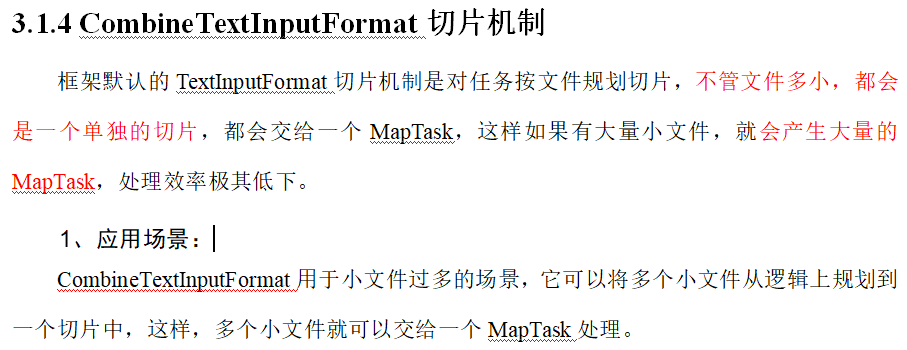 3.1.4 CombineTextInputFormat 切片机制
框架默认的 TextInputFormat 切片机制是对任务按文件规划切片，不管文件多小，都会
是一个单独的切片，都会交给一个 MapTask，这样如果有大量小文件，就会产生大量的
MapTask，处理效率极其低下。
1、应用场景：
CombineTextInputFormat 用于小文件过多的场景，它可以将多个小文件从逻辑上规划到
一个切片中，这样，多个小文件就可以交给一个 MapTask 处理。